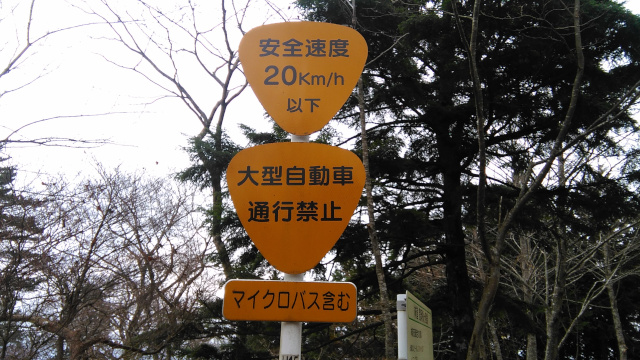 安全速度
20Km/h
以下
大型自動車
通行禁止
マイクロバス含む